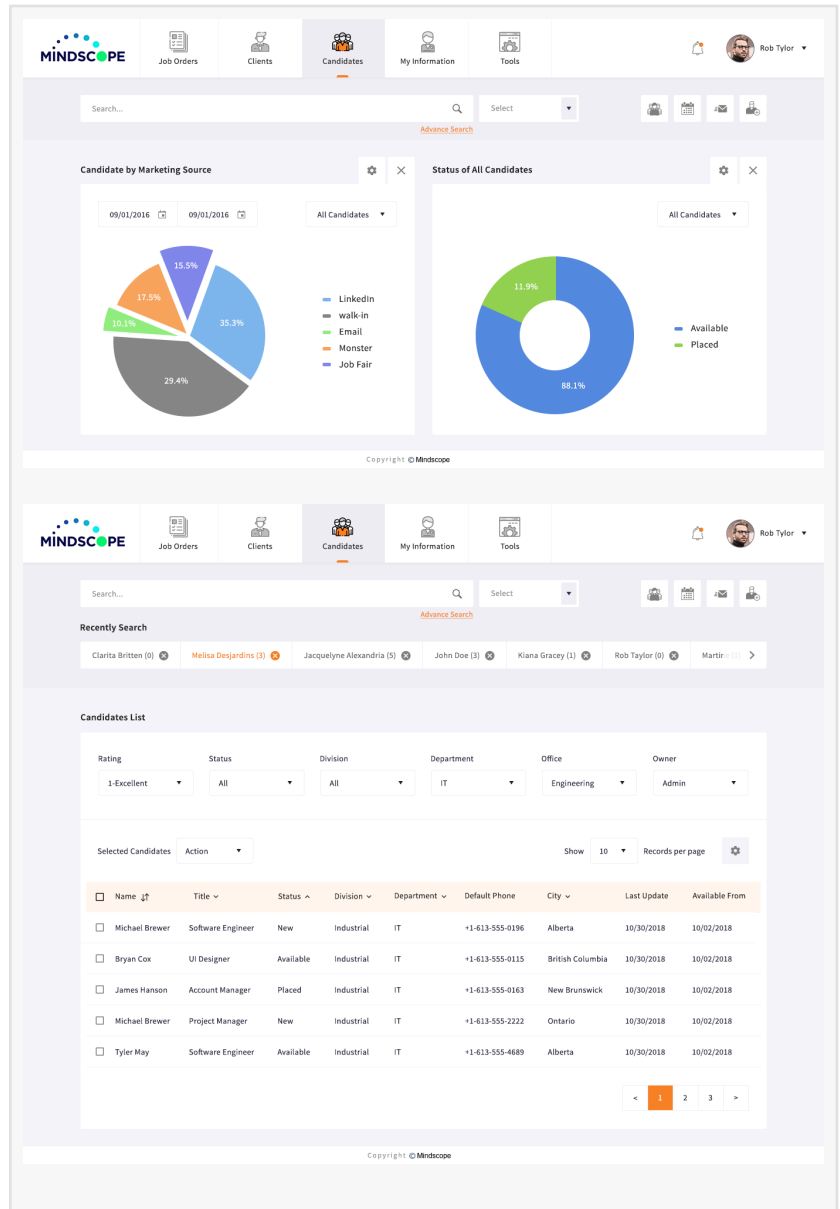 MINDSCOPE
Job Orders
Clients
Candidates
My Information
Tools
Rob Tylor
Search...
Select
Advance Search
Candidate by Marketing Source
09/01/2016
09/01/2016
All Candidates
15.5%
17.5%
10.1%
35.3%
29.4%
LinkedIn
walk-in
Email
Monster
Job Fair
Status of All Candidates
All Candidates
11.9%
88.1%
Available
Placed
Copyright © Mindscope
MINDSCOPE
Job Orders
Clients
Candidates
My Information
Tools
Rob Tylor
Search...
Select
Advance Search
Recently Search
Clarita Britten (0)
Melisa Desjardins (3)
Jacquelyne Alexandria (5)
John Doe (3)
Kiana Gracey (1)
Rob Taylor (0)
Candidates List
Rating
Status
Division
Department
Office
Owner
1-Excellent
All
All
IT
Engineering
Admin
Selected Candidates
Action
Show 10 Records per page
Name Title Status Division Department Default Phone City Last Update Available From
Michael Brewer Software Engineer New Industrial IT +1-613-555-0196 Alberta 10/30/2018 10/02/2018
Bryan Cox UI Designer Available Industrial IT +1-613-555-0115 British Columbia 10/30/2018 10/02/2018
James Hanson Account Manager Placed Industrial IT +1-613-555-0163 New Brunswick 10/30/2018 10/02/2018
Michael Brewer Project Manager New Industrial IT +1-613-555-2222 Ontario 10/30/2018 10/02/2018
Tyler May Software Engineer Available Industrial IT +1-613-555-4689 Alberta 10/30/2018 10/02/2018
< 1 2 3 >
Copyright © Mindscope